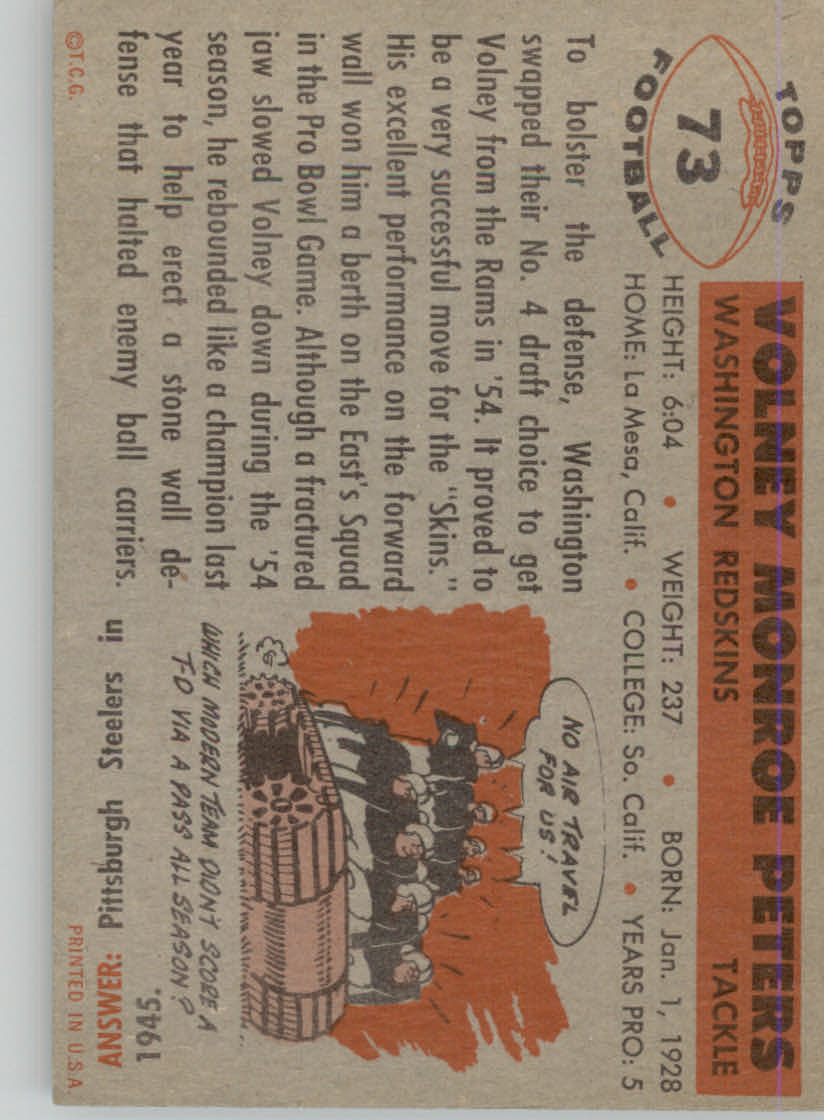 TOPPS
73
FOOTBALL
VOLNEY MONROE PETERS
WASHINGTON REDSKINS TACKLE
HEIGHT: 6:04 • WEIGHT: 237 • BORN: Jan. 1, 1928
HOME: La Mesa, Calif. • COLLEGE: So. Calif. • YEARS PRO: 5
To bolster the defense, Washington
swapped their No. 4 draft choice to get
Volney from the Rams in '54. It proved to
be a very successful move for the "Skins."
His excellent performance on the forward
wall won him a berth on the East's Squad
in the Pro Bowl Game. Although a fractured
jaw slowed Volney down during the '54
season, he rebounded like a champion last
year to help erect a stone wall de-
fense that halted enemy ball carriers.
NO AIR TRAVEL
FOR US!
WHICH MODERN TEAM DIDN'T SCORE A
T-D VIA A PASS ALL SEASON?
ANSWER: Pittsburgh Steelers in
1945.
©T.C.G.
PRINTED IN U.S.A.